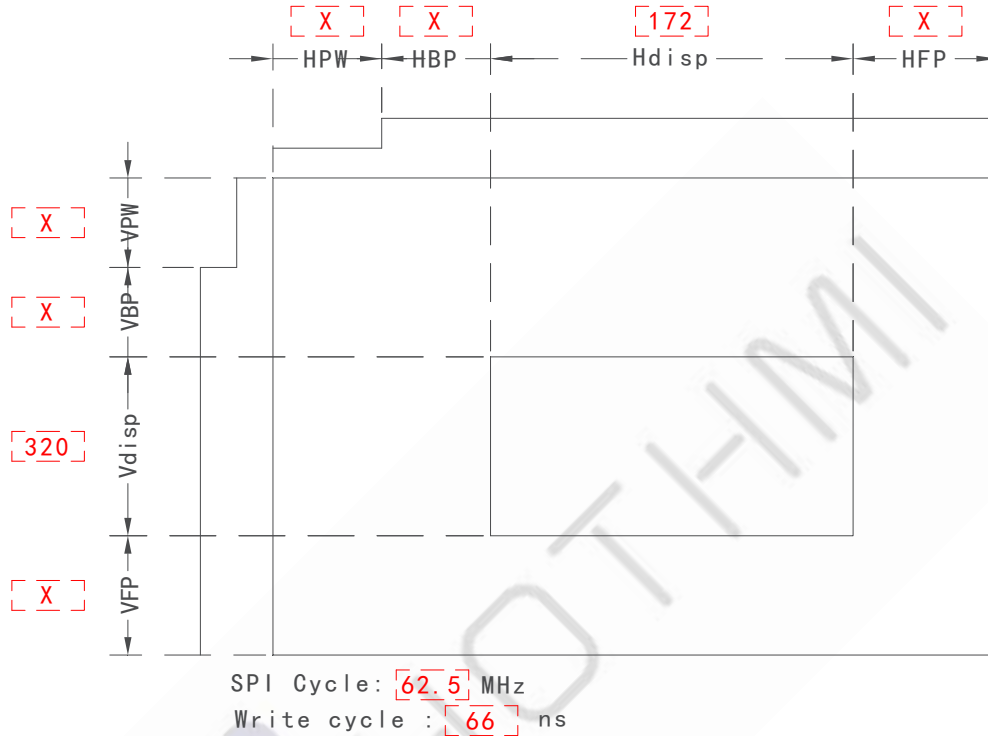 X X 172 X
HPW HBP Hdisp HFP
X VPW
X VBP
320 Vdisp
X VFP
SPI Cycle: 62.5 MHz
Write cycle : 66 ns
IOTHMI